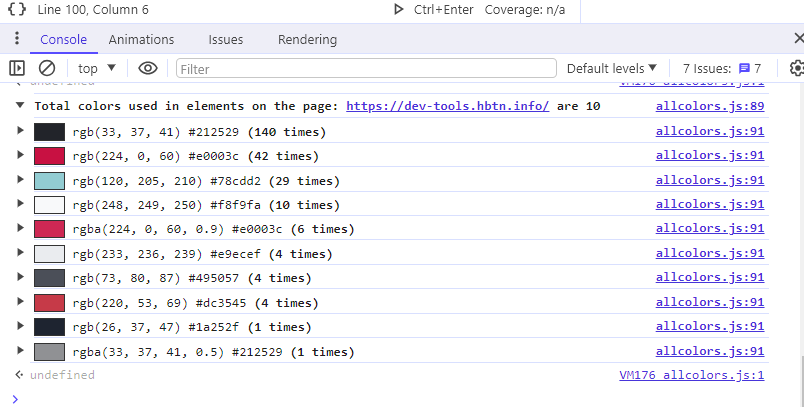 {} Line 100, Column 6 Ctrl+Enter Coverage: n/a
Console Animations Issues Rendering
top Filter Default levels 7 Issues: 7
undefined VM176 allcolors.js:1
Total colors used in elements on the page: https://dev-tools.hbtn.info/ are 10 allcolors.js:89
rgb(33, 37, 41) #212529 (140 times) allcolors.js:91
rgb(224, 0, 60) #e0003c (42 times) allcolors.js:91
rgb(120, 205, 210) #78cdd2 (29 times) allcolors.js:91
rgb(248, 249, 250) #f8f9fa (10 times) allcolors.js:91
rgba(224, 0, 60, 0.9) #e0003c (6 times) allcolors.js:91
rgb(233, 236, 239) #e9ecef (4 times) allcolors.js:91
rgb(73, 80, 87) #495057 (4 times) allcolors.js:91
rgb(220, 53, 69) #dc3545 (4 times) allcolors.js:91
rgb(26, 37, 47) #1a252f (1 times) allcolors.js:91
rgba(33, 37, 41, 0.5) #212529 (1 times) allcolors.js:91
undefined VM176 allcolors.js:1